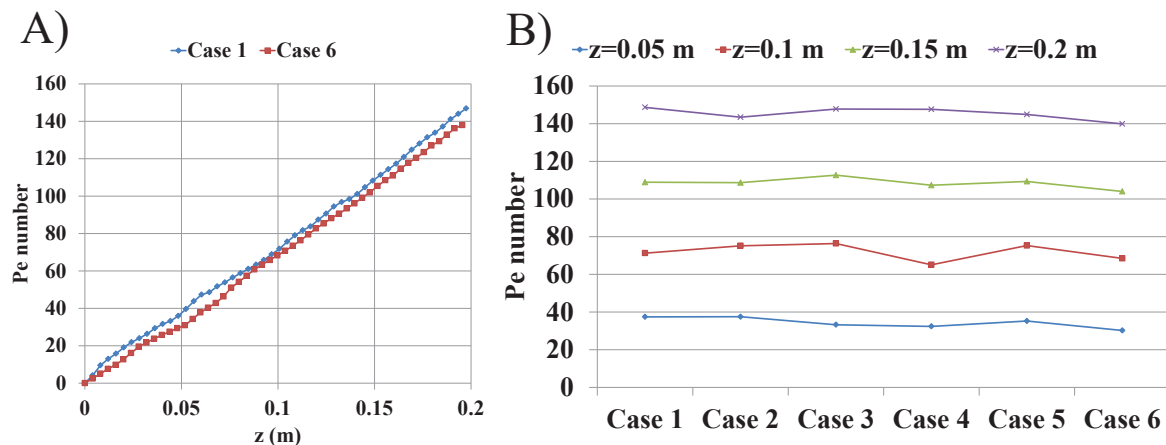 A)
Case 1 Case 6
160
140
120
100
80
60
40
20
0
Pe number
0 0.05 0.1 0.15 0.2
z (m)
B)
z=0.05 m z=0.1 m z=0.15 m z=0.2 m
160
140
120
100
80
60
40
20
0
Pe number
Case 1 Case 2 Case 3 Case 4 Case 5 Case 6